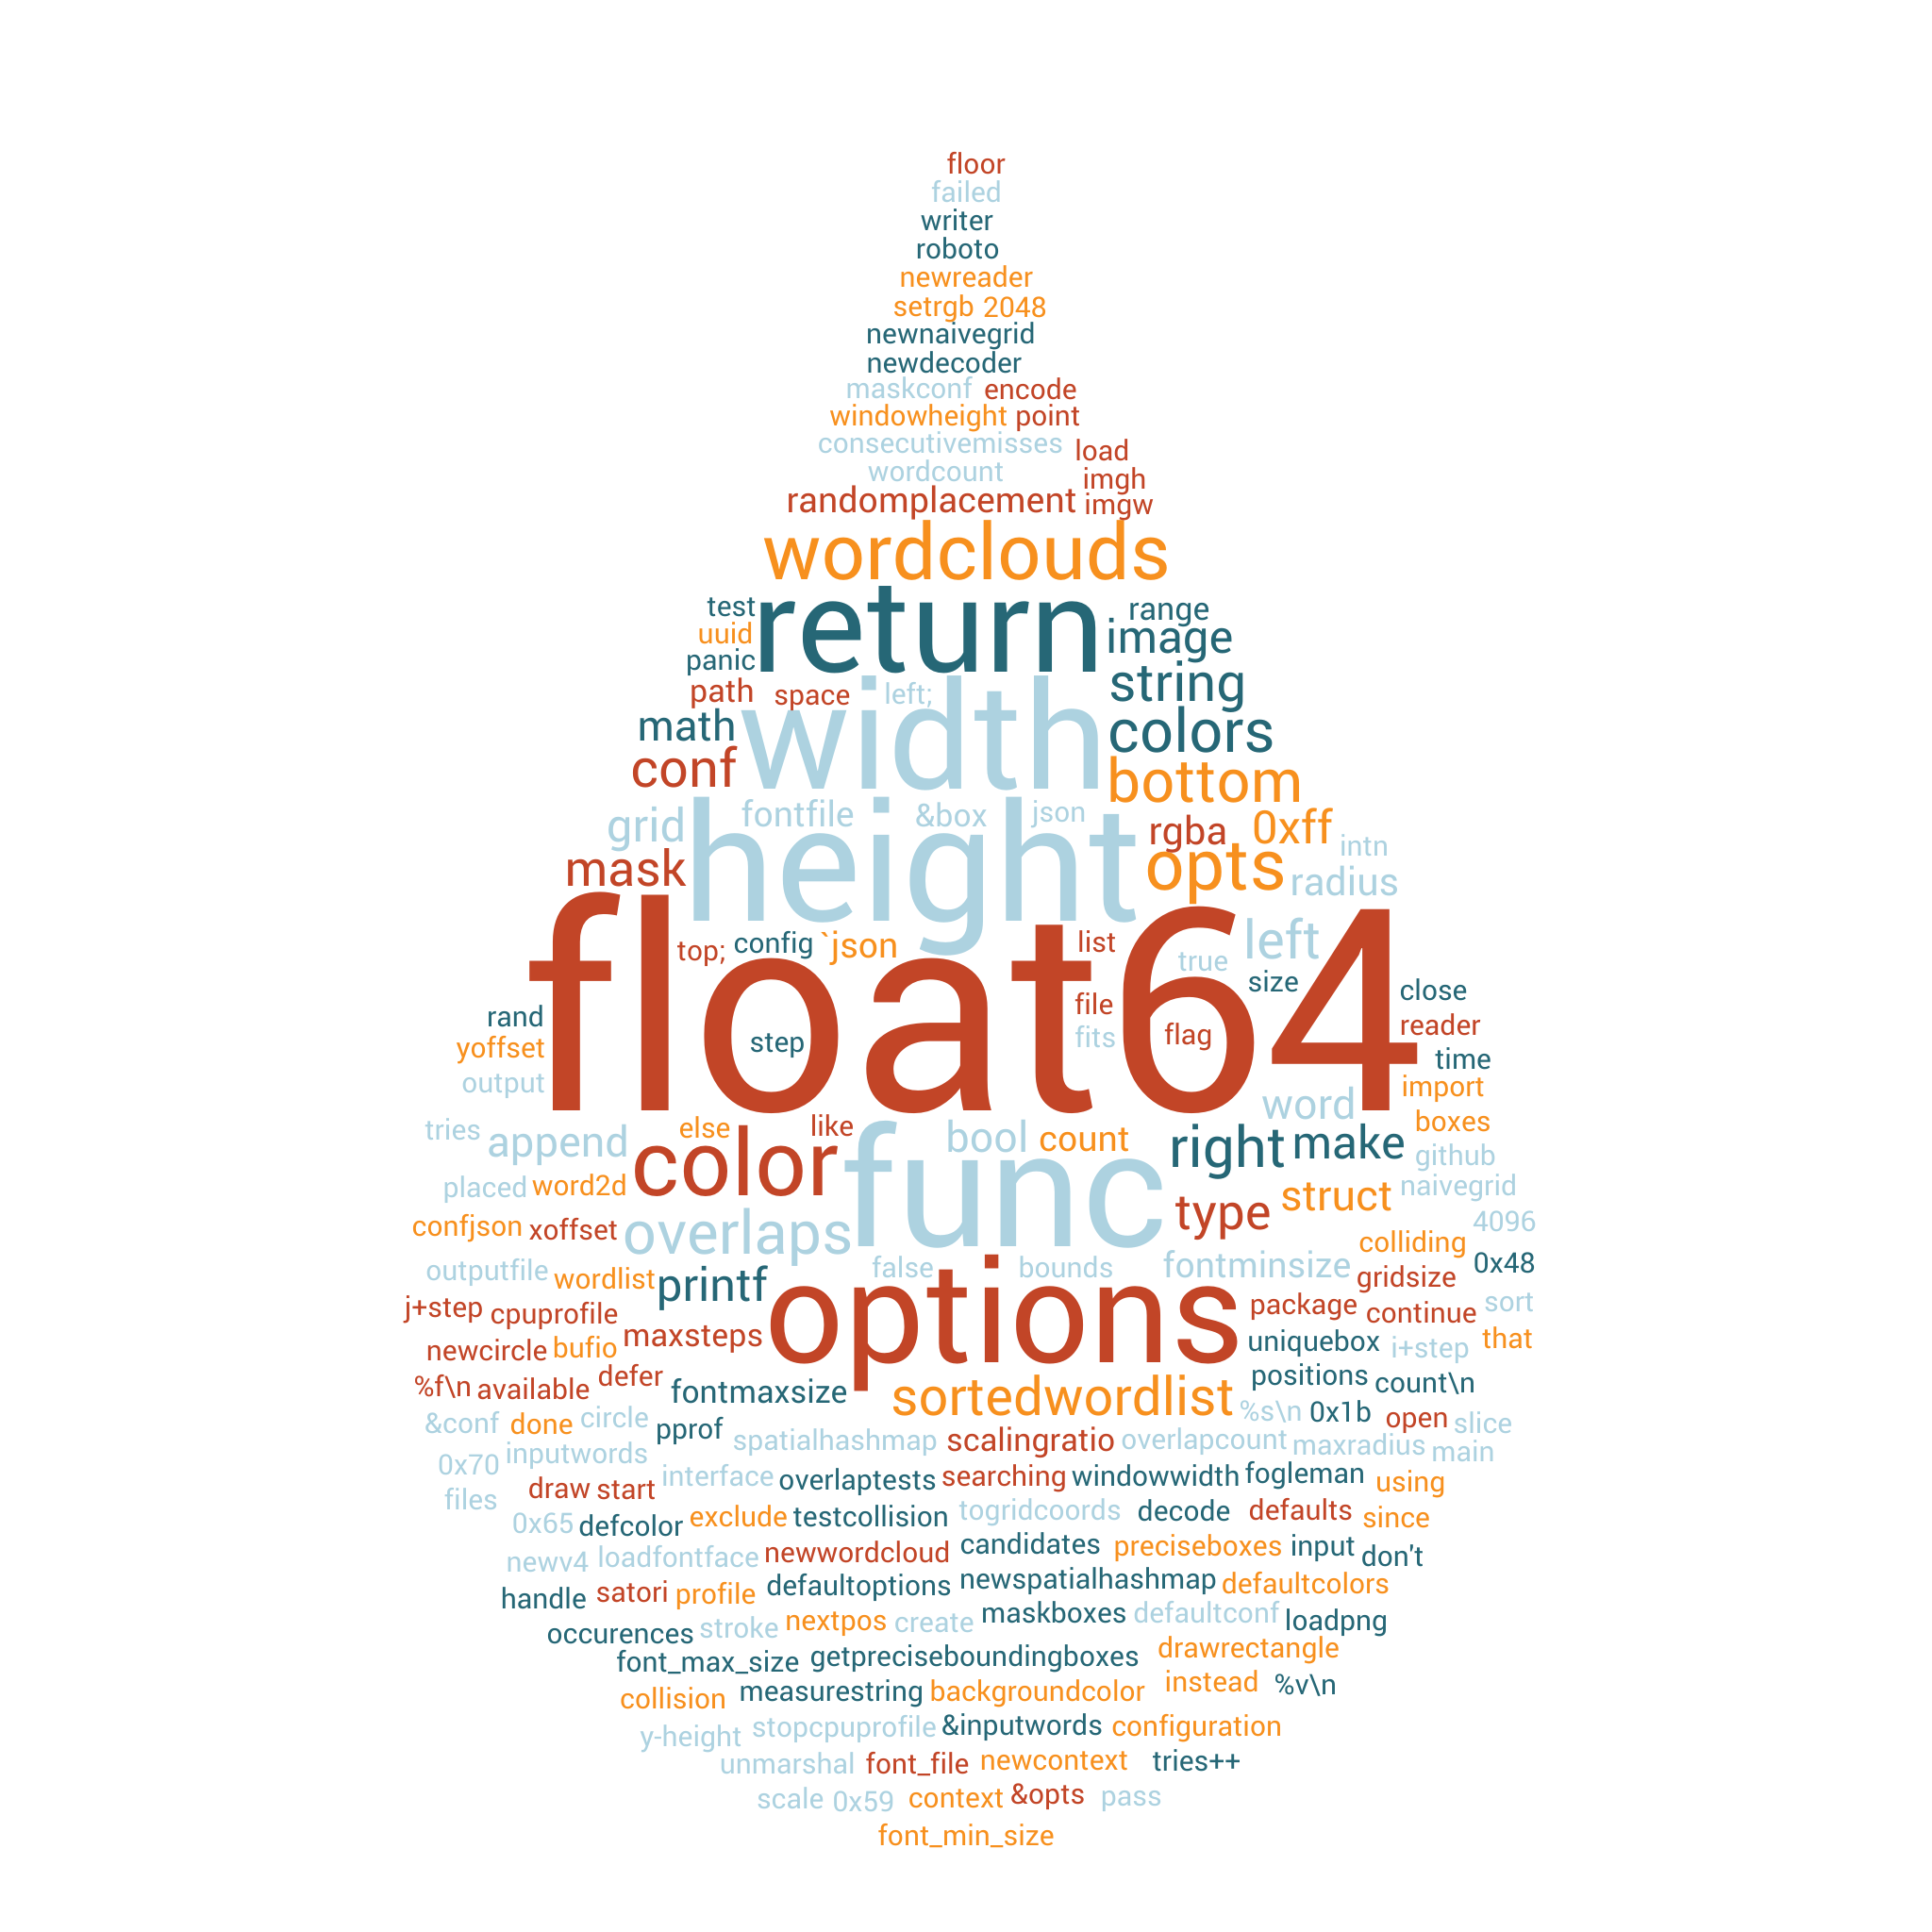 floor
failed
writer
roboto
newreader
setrgb 2048
newnaivegrid
newdecoder
maskconf encode
windowheight point
consecutivemisses load
wordcount imgh
randomplacement imgw
wordclouds
test return range
uuid image
panic
path space left; string
math width colors
conf bottom
grid fontfile &box json rgba 0xff intn
mask height opts radius
top; config `json list true left
float64 size close
rand file reader
yoffset step fits flag time
output import
tries append else like bool count word boxes
color func right make github
placed word2d type struct naivegrid
confjson xoffset overlaps 4096
outputfile wordlist printf false bounds fontminsize colliding 0x48
gridsize
j+step cpuprofile maxsteps options package continue sort
newcircle bufio uniquebox i+step that
%f\n available defer fontmaxsize positions count\n
&conf done circle pprof sortedwordlist %s\n 0x1b open slice
0x70 inputwords spatialhashmap scalingratio overlapcount maxradius main
files draw start interface overlaptests searching windowwidth fogleman using
0x65 defcolor exclude testcollision togridcoords decode defaults since
newv4 loadfontface newwordcloud candidates preciseboxes input don't
handle satori profile defaultoptions newspatialhashmap defaultcolors
occurences stroke nextpos create maskboxes defaultconf loadpng
font_max_size getpreciseboundingboxes drawrectangle
collision measurestring backgroundcolor instead %v\n
y-height stopcpuprofile &inputwords configuration
unmarshal font_file newcontext tries++
scale 0x59 context &opts pass
font_min_size